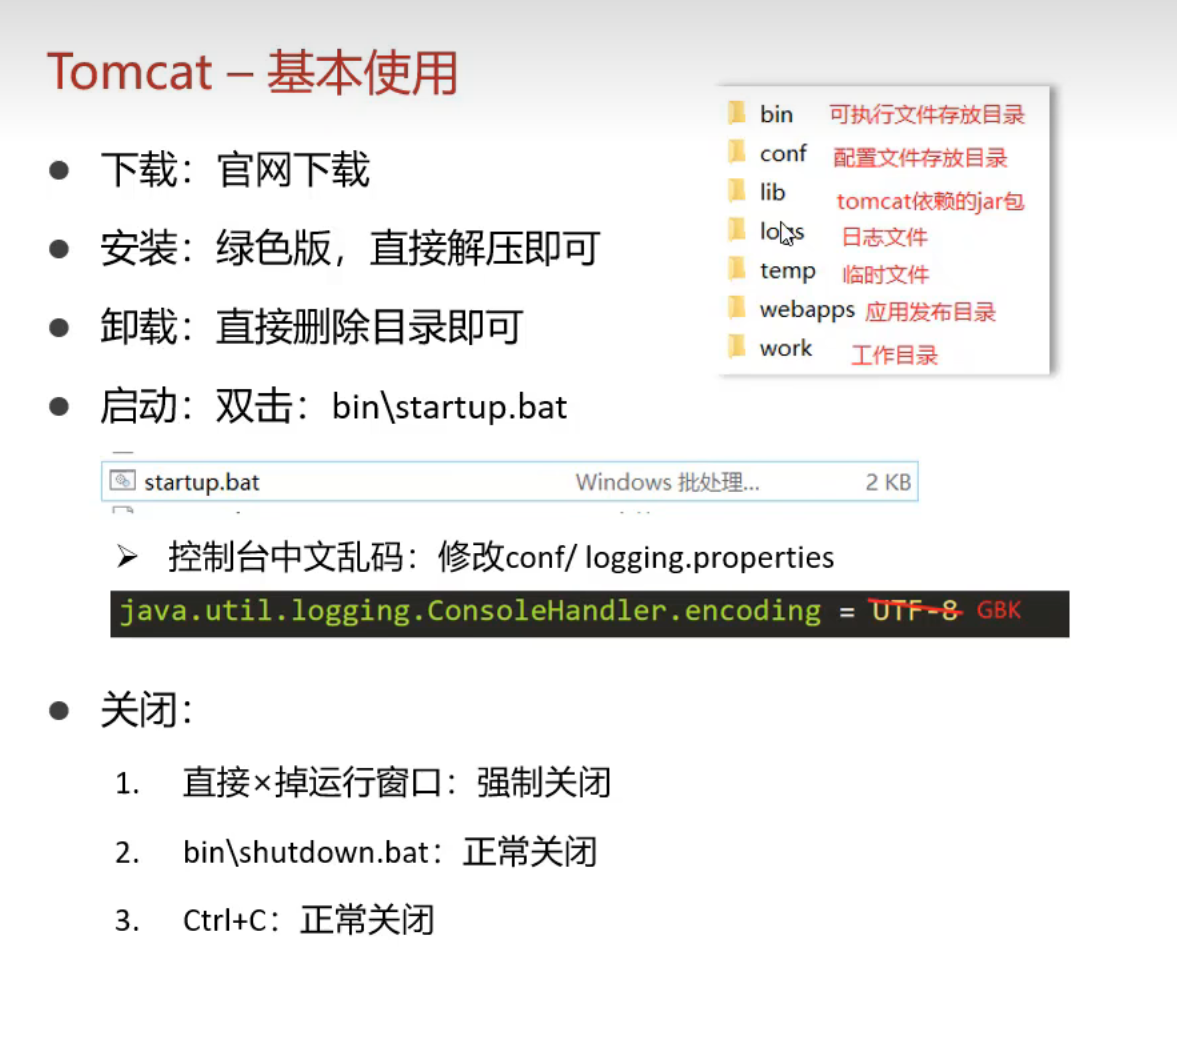 Tomcat – 基本使用
下载：官网下载
安装：绿色版，直接解压即可
卸载：直接删除目录即可
启动：双击：bin\startup.bat
bin 可执行文件存放目录
conf 配置文件存放目录
lib tomcat依赖的jar包
logs 日志文件
temp 临时文件
webapps 应用发布目录
work 工作目录
startup.bat Windows 批处理... 2 KB
控制台中文乱码：修改conf/ logging.properties
java.util.logging.ConsoleHandler.encoding = UTF-8 GBK
关闭：
1. 直接×掉运行窗口：强制关闭
2. bin\shutdown.bat：正常关闭
3. Ctrl+C：正常关闭